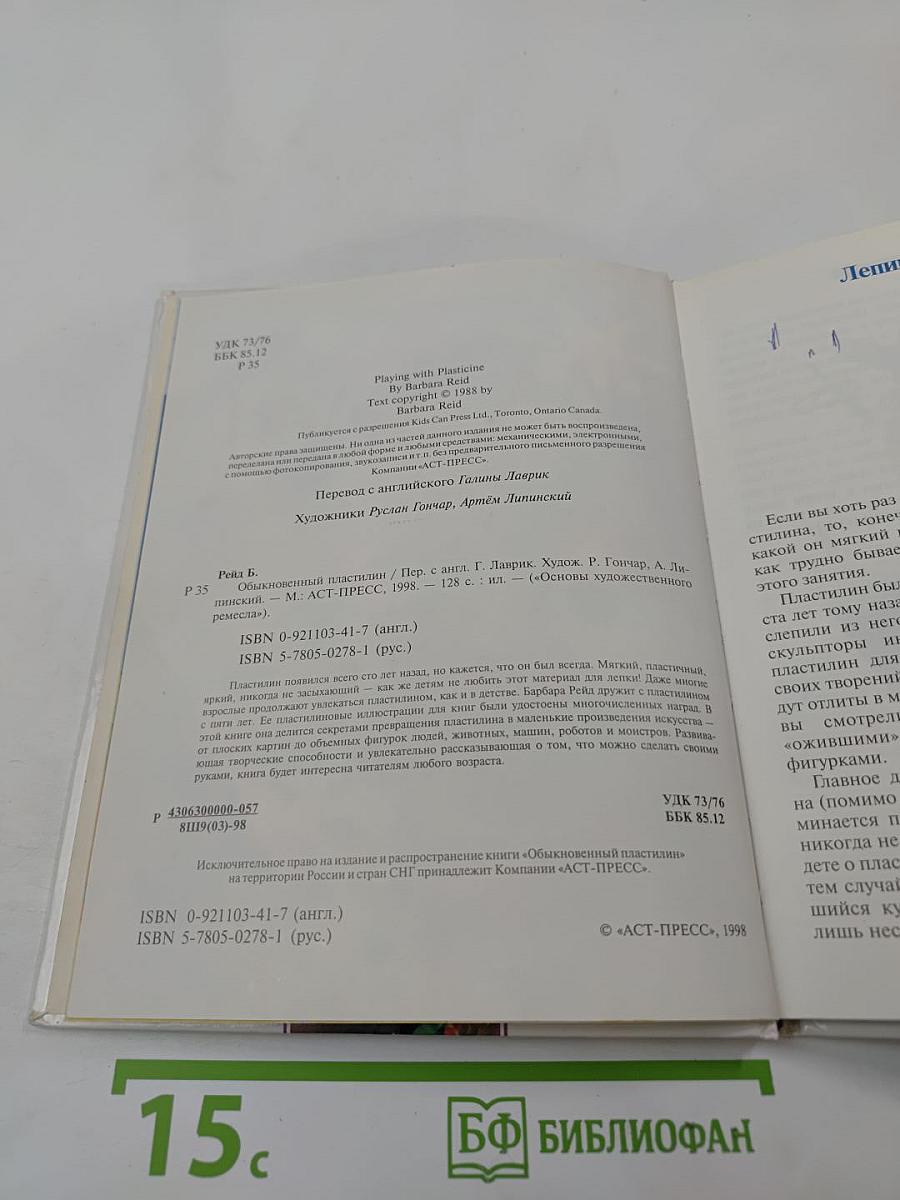 УДК 73/76
ББК 85.12
Р 35
Playing with Plasticine
By Barbara Reid
Text copyright © 1988 by
Barbara Reid
Публикуется с разрешения Kids Can Press Ltd., Toronto, Ontario Canada.
Авторские права защищены. Ни одна из частей данного издания не может быть воспроизведена,
переделана или передана в любой форме и любыми средствами: механическими, электронными,
с помощью фотокопирования, звукозаписи и т.п. без предварительного письменного разрешения
Компании «АСТ-ПРЕСС».
Перевод с английского Галины Лаврик
Художники Руслан Гончар, Артём Липинский
Рейд Б.
Р 35 Обыкновенный пластилин / Пер. с англ. Г. Лаврик. Худож. Р. Гончар, А. Ли-
пинский. — М.: АСТ-ПРЕСС, 1998. — 128 с. : ил. — («Основы художественного
ремесла»).
ISBN 0-921103-41-7 (англ.)
ISBN 5-7805-0278-1 (рус.)
Пластилин появился всего сто лет назад, но кажется, что он был всегда. Мягкий, пластичный,
яркий, никогда не засыхающий — как же детям не любить этот материал для лепки! Даже многие
взрослые продолжают увлекаться пластилином, как и в детстве. Барбара Рейд дружит с пластилином
с пяти лет. Ее пластилиновые иллюстрации для книг были удостоены многочисленных наград. В
этой книге она делится секретами превращения пластилина в маленькие произведения искусства —
от плоских картин до объемных фигурок людей, животных, машин, роботов и монстров. Развива-
ющая творческие способности и увлекательно рассказывающая о том, что можно сделать своими
руками, книга будет интересна читателям любого возраста.
Р 4306300000-057
8Ш9(03)-98
УДК 73/76
ББК 85.12
Исключительное право на издание и распространение книги «Обыкновенный пластилин»
на территории России и стран СНГ принадлежит Компании «АСТ-ПРЕСС».
ISBN 0-921103-41-7 (англ.)
ISBN 5-7805-0278-1 (рус.)
© «АСТ-ПРЕСС», 1998
Лепи
Если вы хоть раз
стилина, то, конеч
какой он мягкий
как трудно бывае
этого занятия.
Пластилин был
ста лет тому наза
слепили из него
скульпторы ин
пластилин для
своих творений
дут отлиты в м
вы смотрел
«ожившими»
фигурками.
Главное д
на (помимо
минается п
никогда не
дете о плас
тем случай
шийся ку
лишь нес
15 с
БФ БИБЛИОФАН